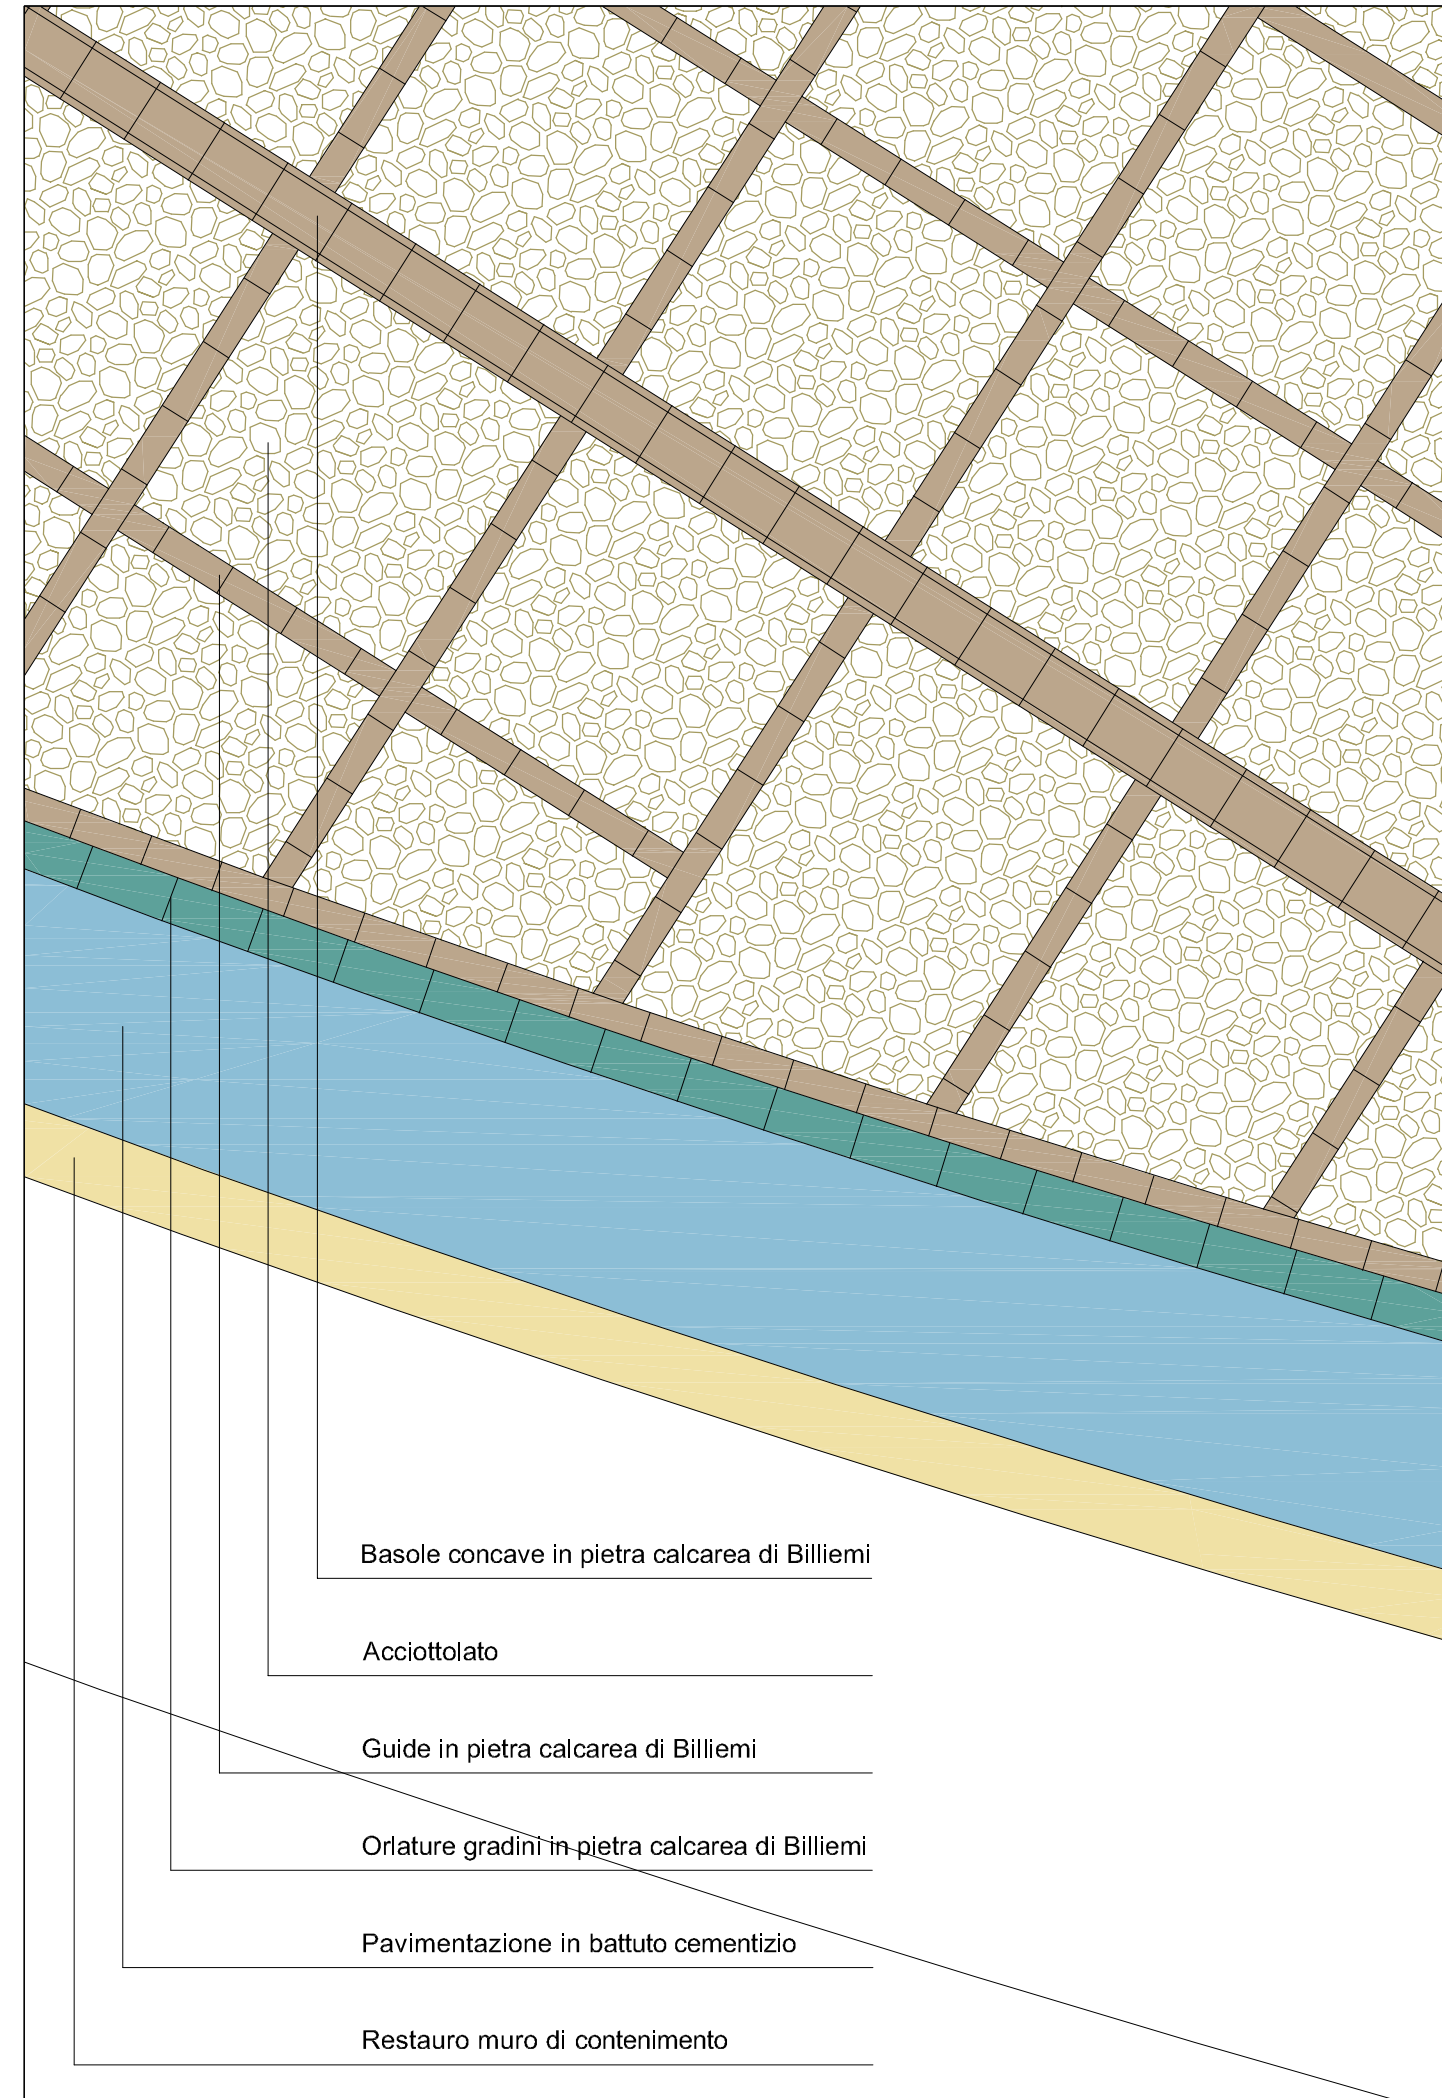 Basole concave in pietra calcarea di Billiemi
Acciottolato
Guide in pietra calcarea di Billiemi
Orlature gradini in pietra calcarea di Billiemi
Pavimentazione in battuto cementizio
Restauro muro di contenimento